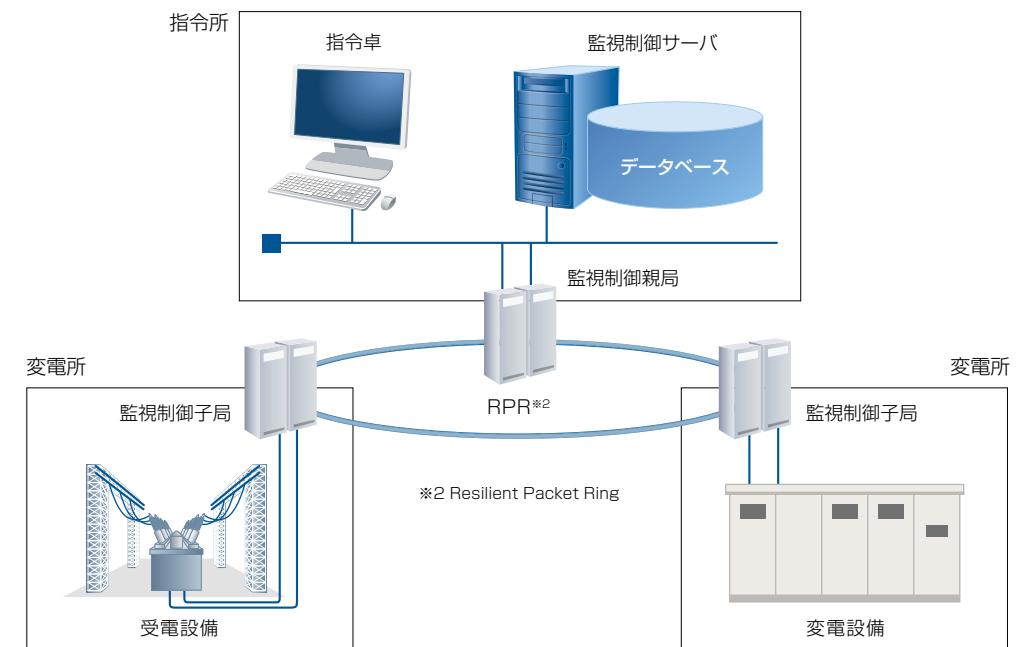 指令所
指令卓
監視制御サーバ
データベース
監視制御親局
変電所
変電所
監視制御子局
RPR※2
監視制御子局
※2 Resilient Packet Ring
受電設備
変電設備